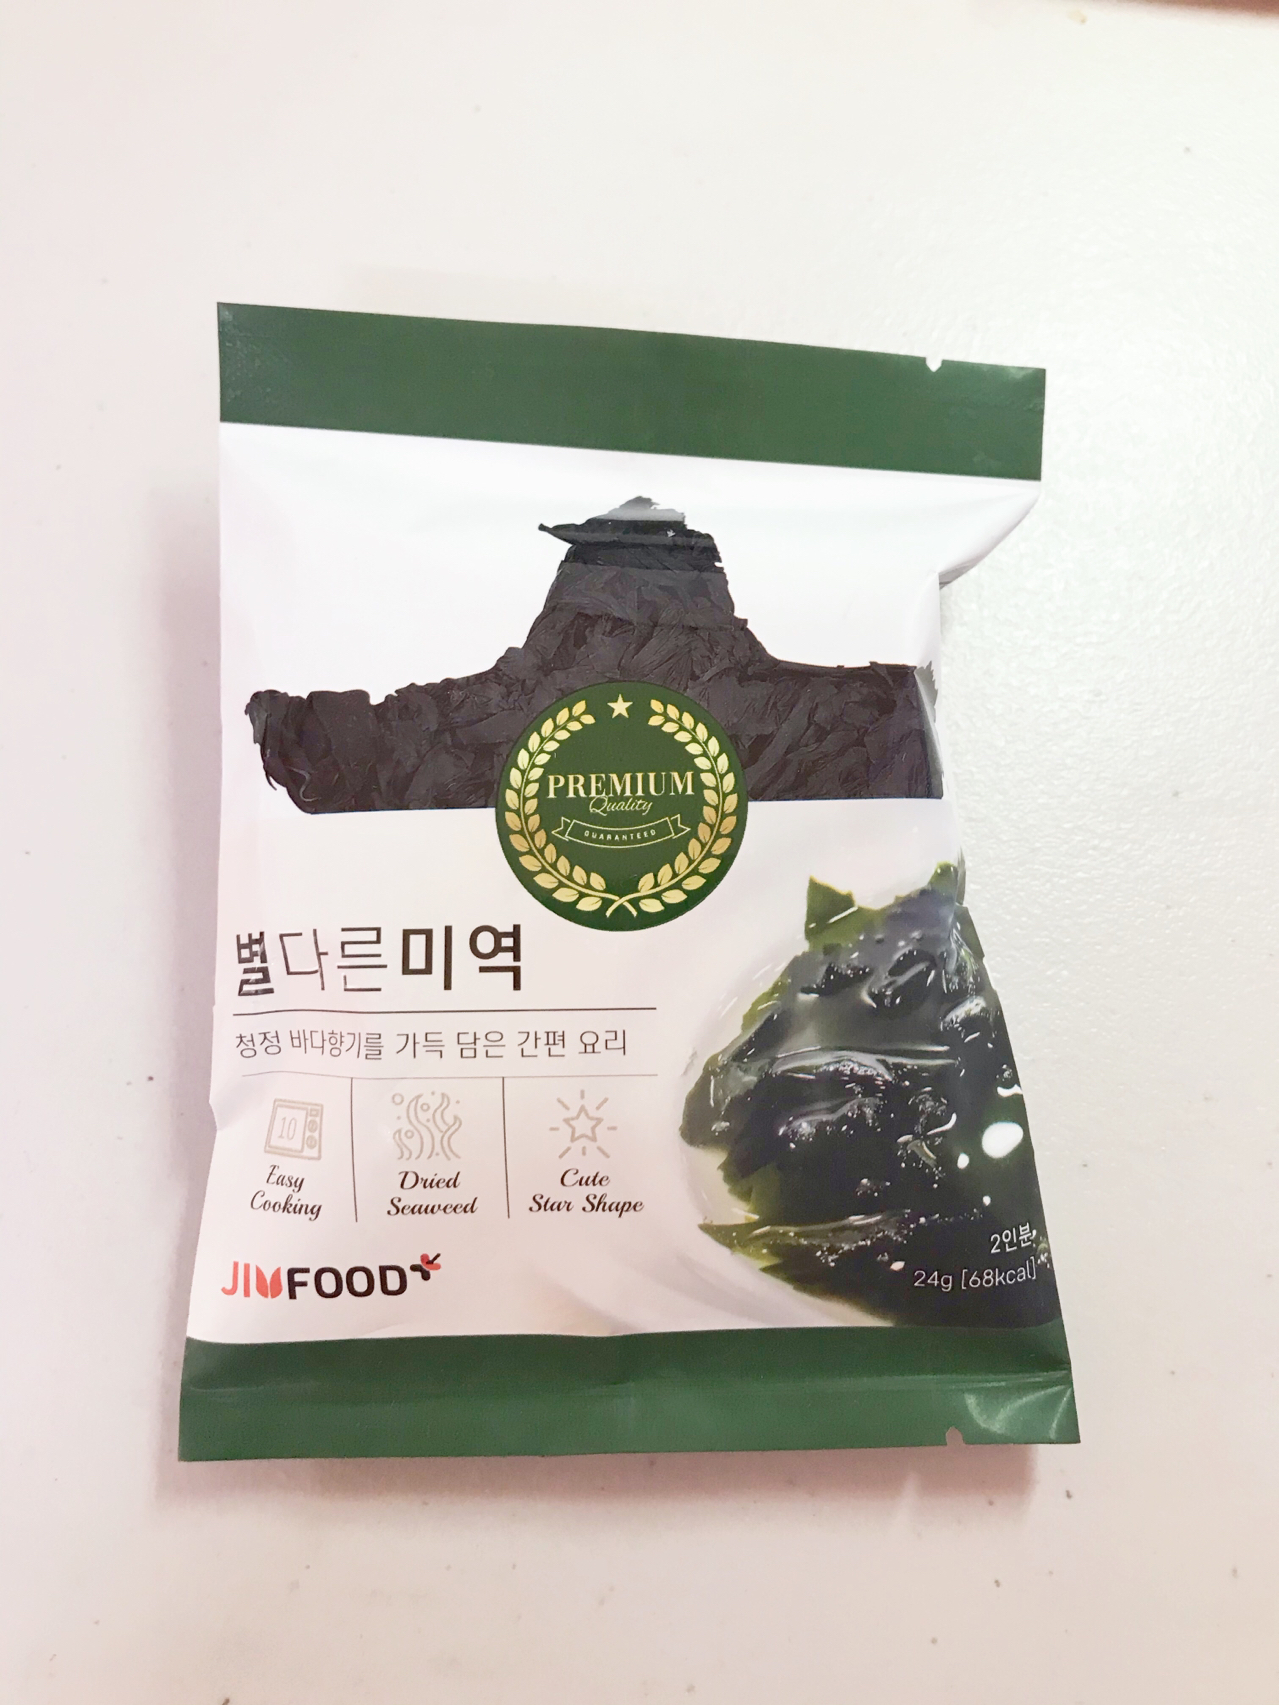 PREMIUM
Quality
GUARANTEED
별다른미역
청정 바다향기를 가득 담은 간편 요리
10
Easy
Cooking
Dried
Seaweed
Cute
Star Shape
JINFOOD
2인분
24g [68kcal]